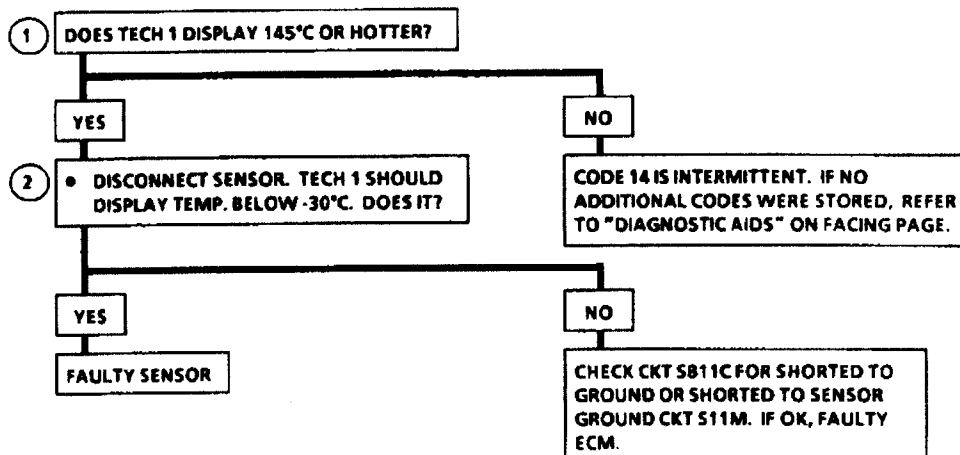 1 DOES TECH 1 DISPLAY 145°C OR HOTTER?
YES
NO
2 • DISCONNECT SENSOR. TECH 1 SHOULD
DISPLAY TEMP. BELOW -30°C. DOES IT?
CODE 14 IS INTERMITTENT. IF NO
ADDITIONAL CODES WERE STORED, REFER
TO "DIAGNOSTIC AIDS" ON FACING PAGE.
YES
NO
FAULTY SENSOR
CHECK CKT S811C FOR SHORTED TO
GROUND OR SHORTED TO SENSOR
GROUND CKT S11M. IF OK, FAULTY
ECM.